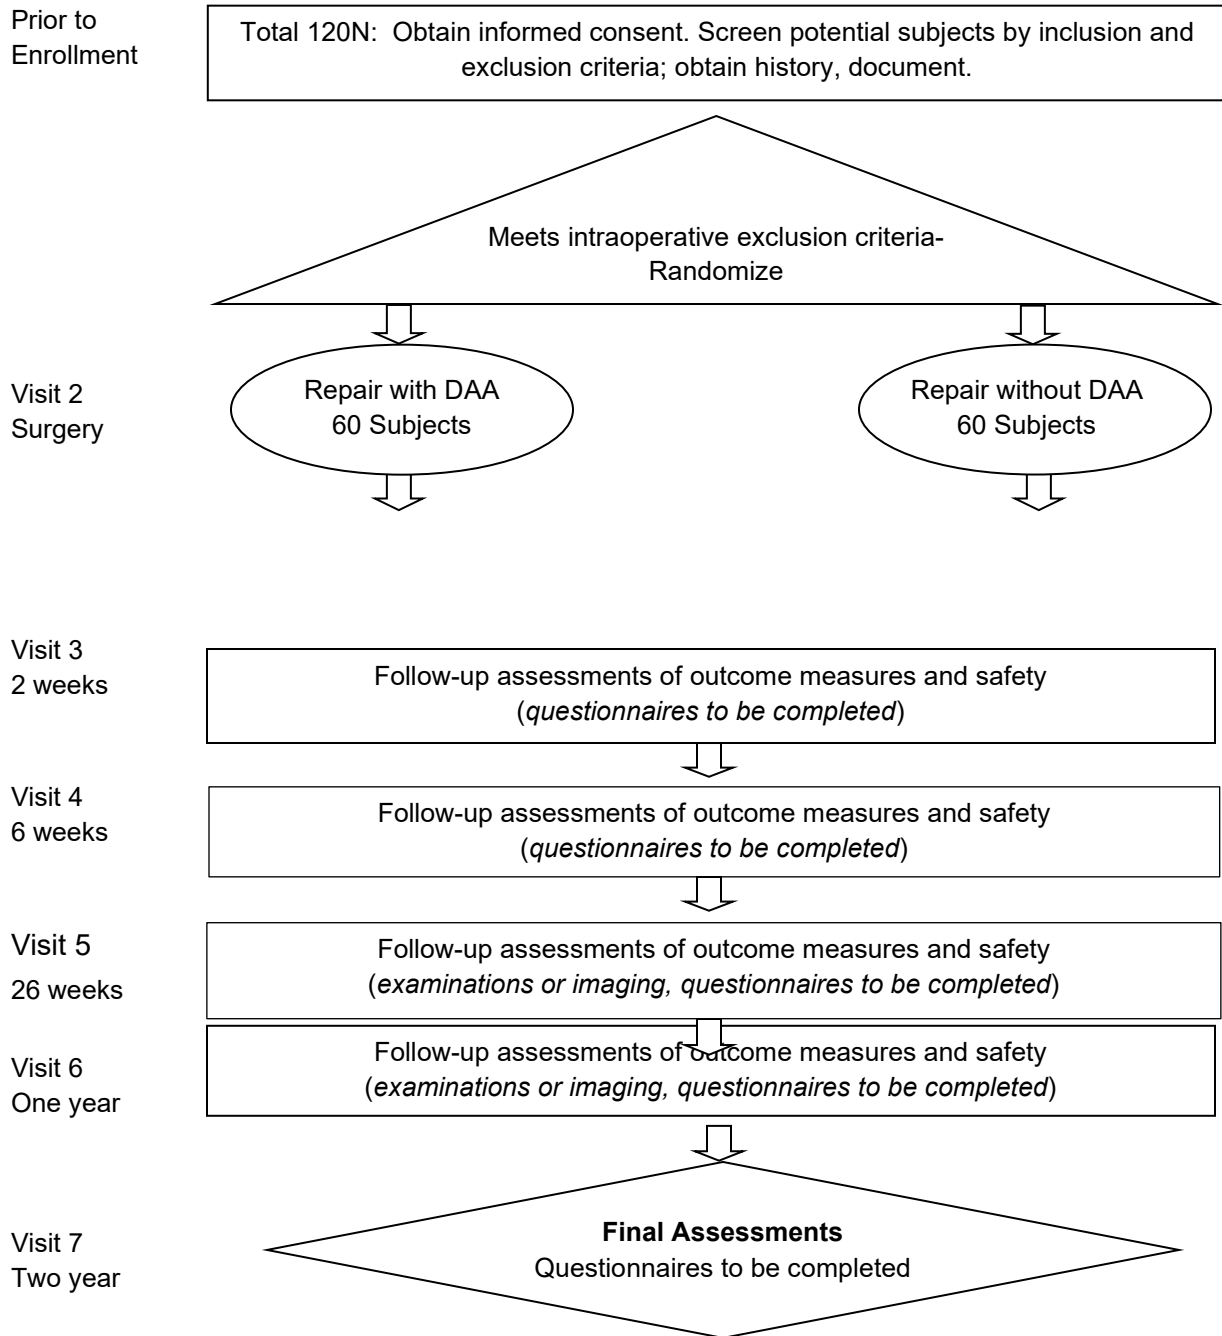 Prior to
Enrollment
Total 120N:  Obtain informed consent. Screen potential subjects by inclusion and
exclusion criteria; obtain history, document.
Meets intraoperative exclusion criteria-
Randomize
Visit 2
Surgery
Repair with DAA
60 Subjects
Repair without DAA
60 Subjects
Visit 3
2 weeks
Follow-up assessments of outcome measures and safety
(questionnaires to be completed)
Visit 4
6 weeks
Follow-up assessments of outcome measures and safety
(questionnaires to be completed)
Visit 5
26 weeks
Follow-up assessments of outcome measures and safety
(examinations or imaging, questionnaires to be completed)
Visit 6
One year
Follow-up assessments of outcome measures and safety
(examinations or imaging, questionnaires to be completed)
Visit 7
Two year
Final Assessments
Questionnaires to be completed